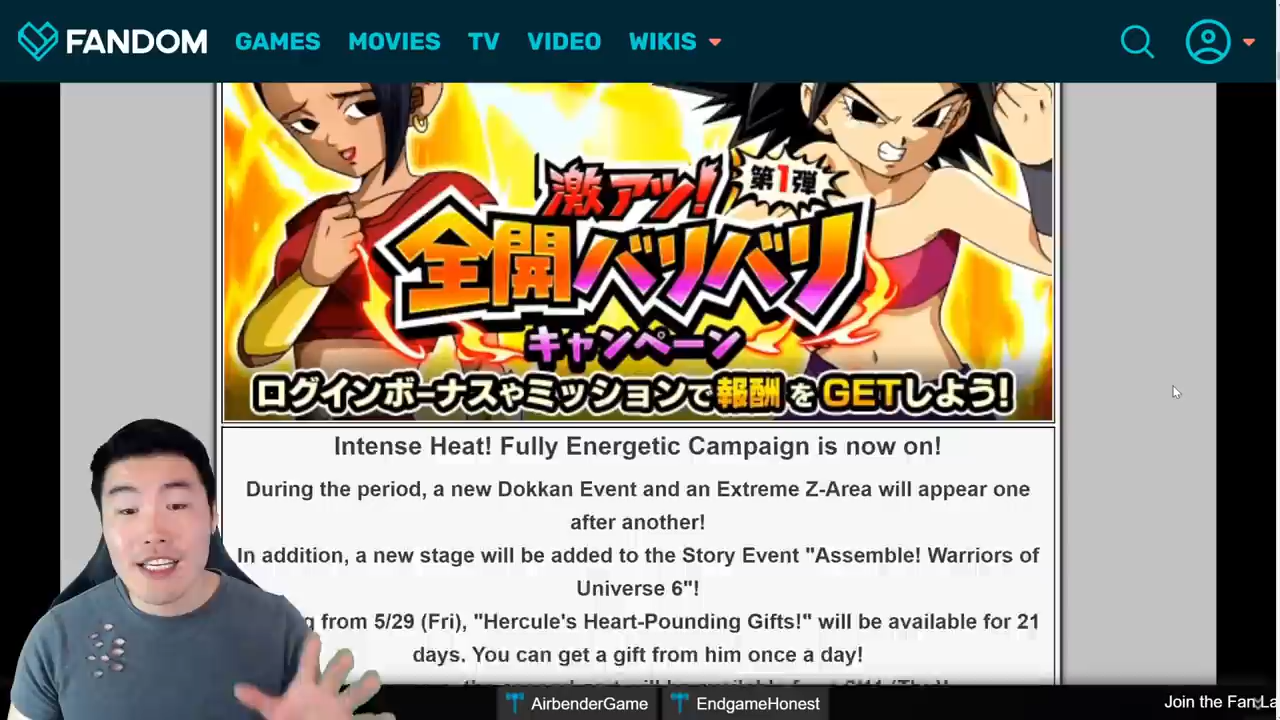 FANDOM GAMES MOVIES TV VIDEO WIKIS
激アツ! 第1弾
全開バリバリ
キャンペーン
ログインボーナスやミッションで報酬をGETしよう!
Intense Heat! Fully Energetic Campaign is now on!
During the period, a new Dokkan Event and an Extreme Z-Area will appear one
after another!
In addition, a new stage will be added to the Story Event "Assemble! Warriors of
Universe 6"!
from 5/29 (Fri), "Hercule's Heart-Pounding Gifts!" will be available for 21
days. You can get a gift from him once a day!
AirbenderGame EndgameHonest Join the Fan